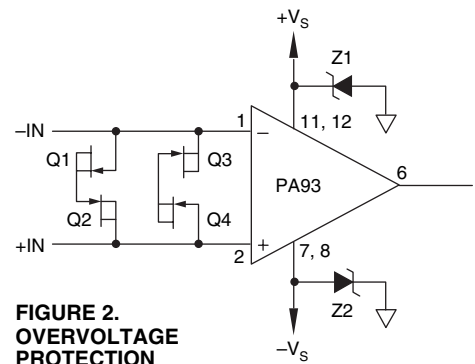 +VS
Z1
–IN
1
–
11, 12
Q1
Q3
PA93
6
Q2
Q4
+IN
+
2
7, 8
Z2
–VS
FIGURE 2.
OVERVOLTAGE
PROTECTION